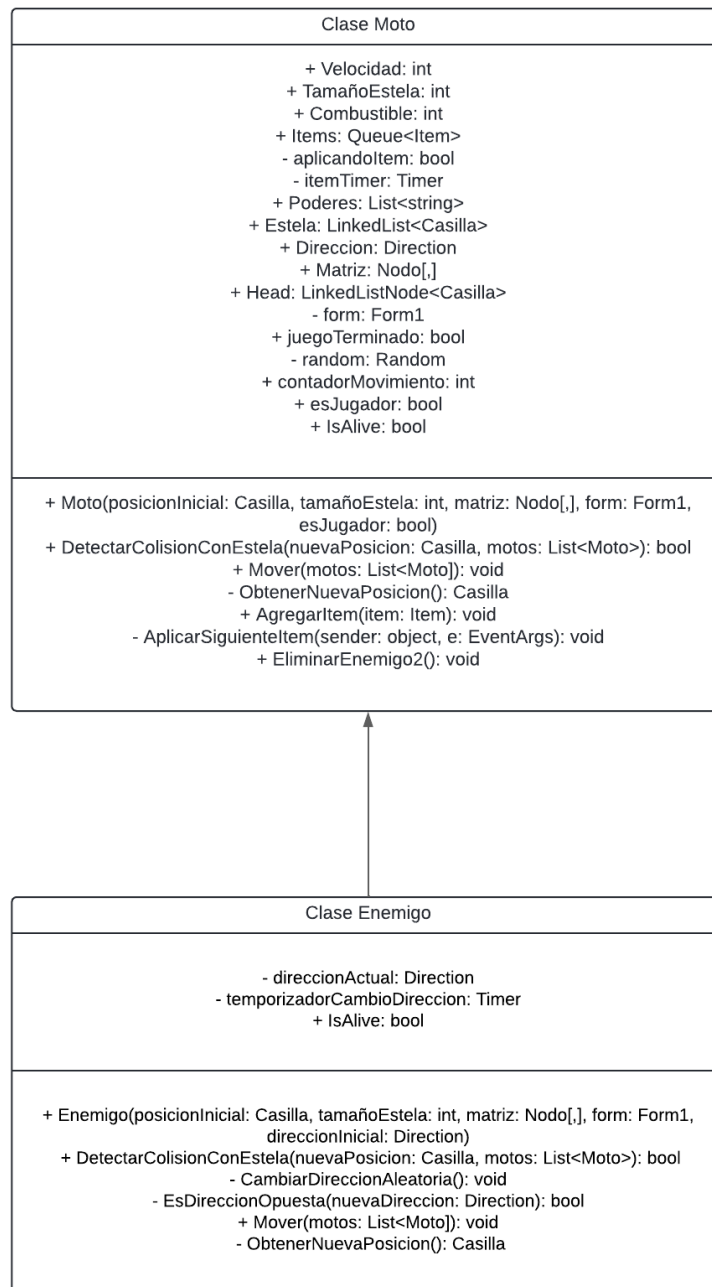 Clase Moto
+ Velocidad: int
+ TamañoEstela: int
+ Combustible: int
+ Items: Queue<Item>
- aplicandoItem: bool
- itemTimer: Timer
+ Poderes: List<string>
+ Estela: LinkedList<Casilla>
+ Direccion: Direction
+ Matriz: Nodo[,]
+ Head: LinkedListNode<Casilla>
- form: Form1
+ juegoTerminado: bool
- random: Random
+ contadorMovimiento: int
+ esJugador: bool
+ IsAlive: bool
+ Moto(posicionInicial: Casilla, tamañoEstela: int, matriz: Nodo[,], form: Form1,
esJugador: bool)
+ DetectarColisionConEstela(nuevaPosicion: Casilla, motos: List<Moto>): bool
+ Mover(motos: List<Moto]): void
- ObtenerNuevaPosicion(): Casilla
+ AgregarItem(item: Item): void
- AplicarSiguienteItem(sender: object, e: EventArgs): void
+ EliminarEnemigo2(): void
Clase Enemigo
- direccionActual: Direction
- temporizadorCambioDireccion: Timer
+ IsAlive: bool
+ Enemigo(posicionInicial: Casilla, tamañoEstela: int, matriz: Nodo[,], form: Form1,
direccionInicial: Direction)
+ DetectarColisionConEstela(nuevaPosicion: Casilla, motos: List<Moto>): bool
- CambiarDireccionAleatoria(): void
- EsDireccionOpuesta(nuevaDireccion: Direction): bool
+ Mover(motos: List<Moto]): void
- ObtenerNuevaPosicion(): Casilla